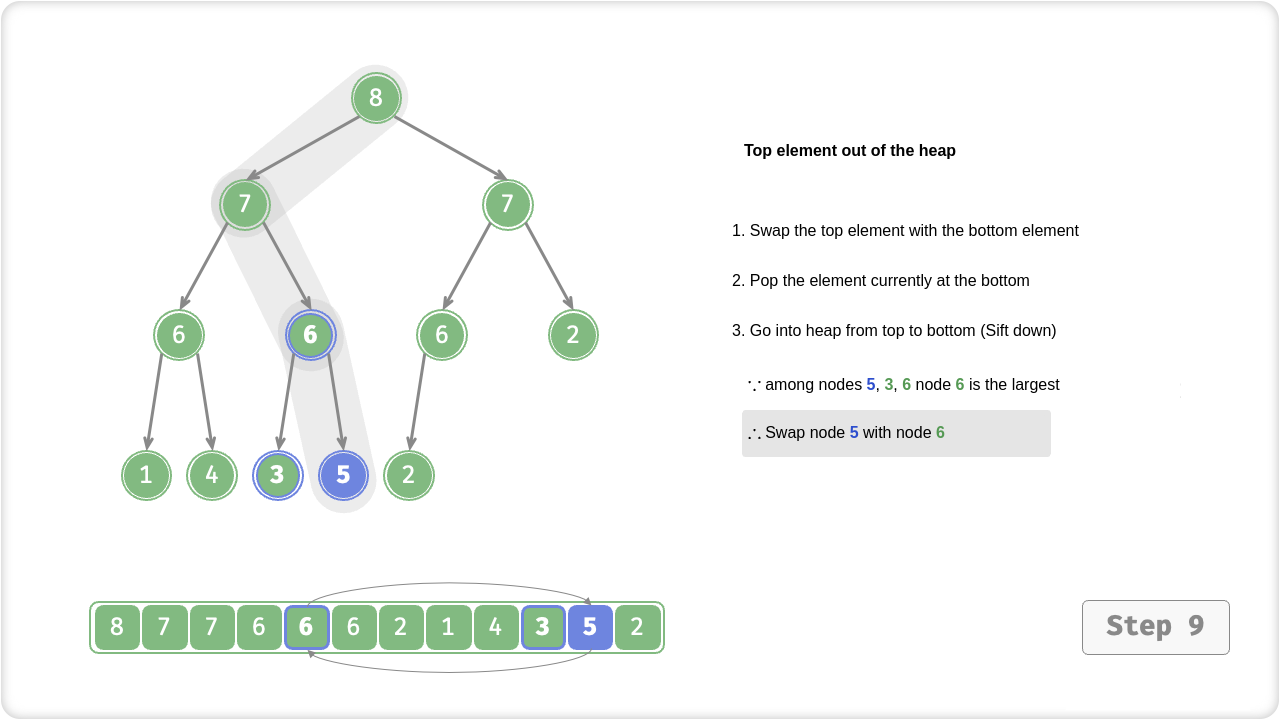 8
Top element out of the heap
7 7
1. Swap the top element with the bottom element
2. Pop the element currently at the bottom
3. Go into heap from top to bottom (Sift down)
6 6 6 2
∵ among nodes 5, 3, 6 node 6 is the largest
∴ Swap node 5 with node 6
1 4 3 5 2
8 7 7 6 6 6 2 1 4 3 5 2
Step 9